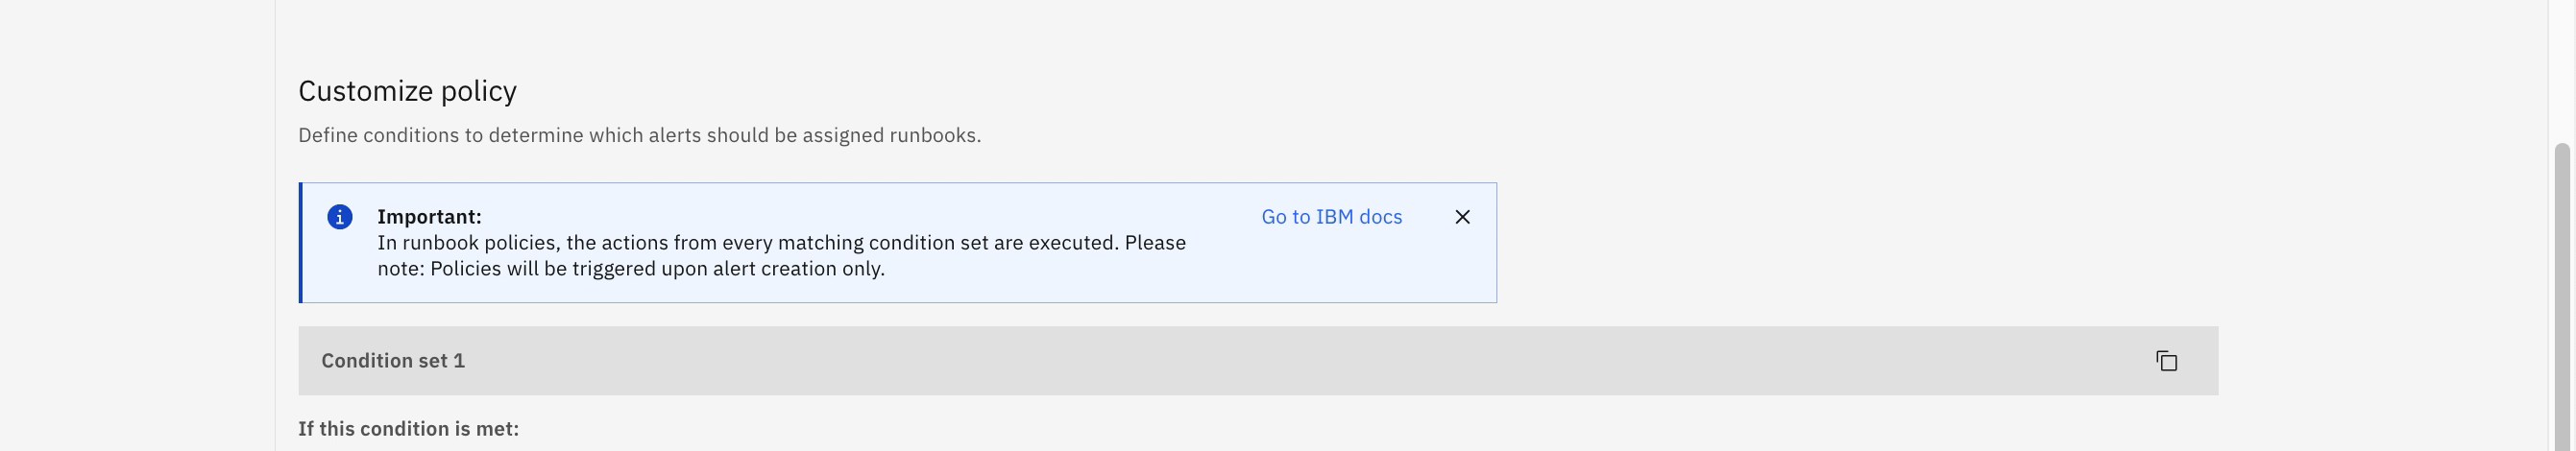 Customize policy
Define conditions to determine which alerts should be assigned runbooks.
Important:
Go to IBM docs
In runbook policies, the actions from every matching condition set are executed. Please
note: Policies will be triggered upon alert creation only.
Condition set 1
If this condition is met: